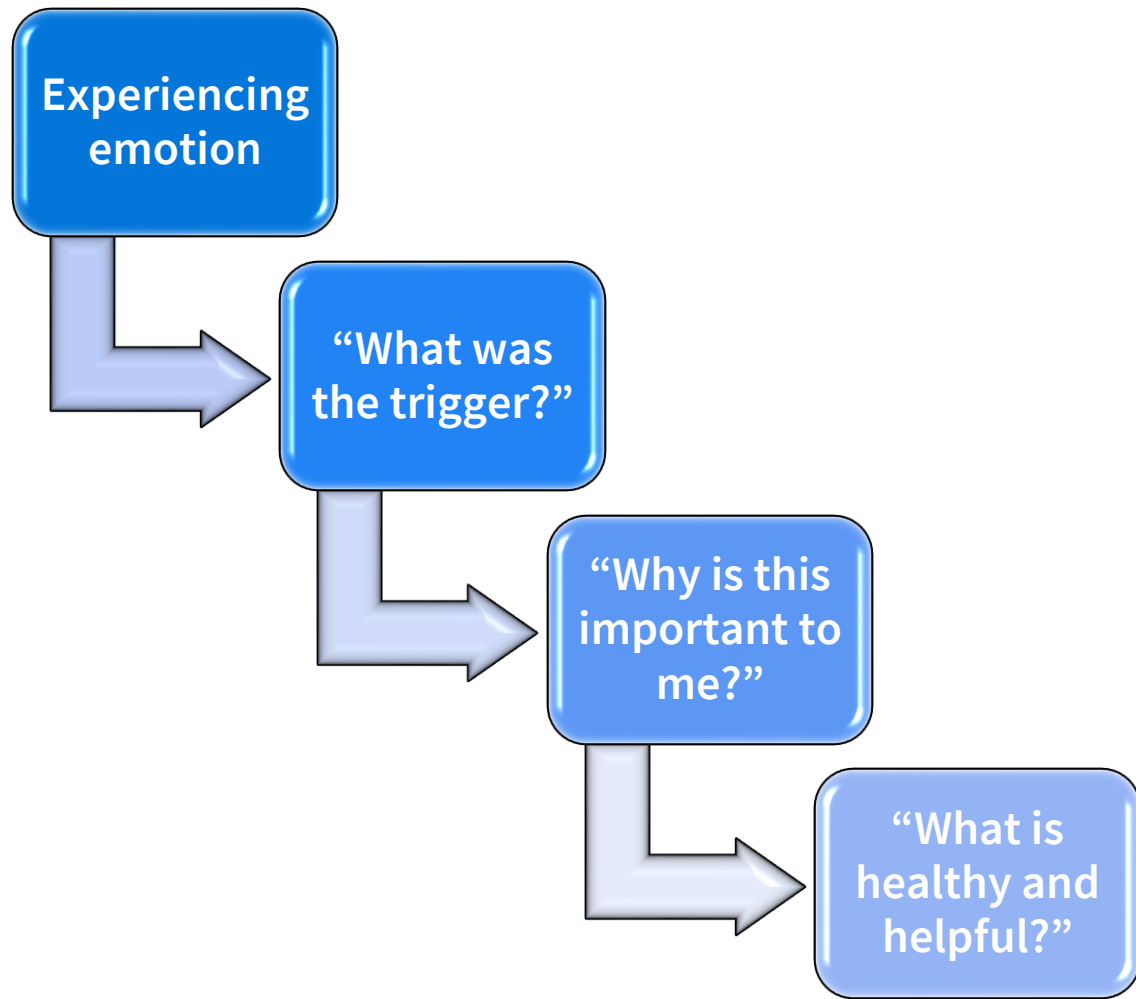 Experiencing
emotion
“What was
the trigger?”
“Why is this
important to
me?”
“What is
healthy and
helpful?”